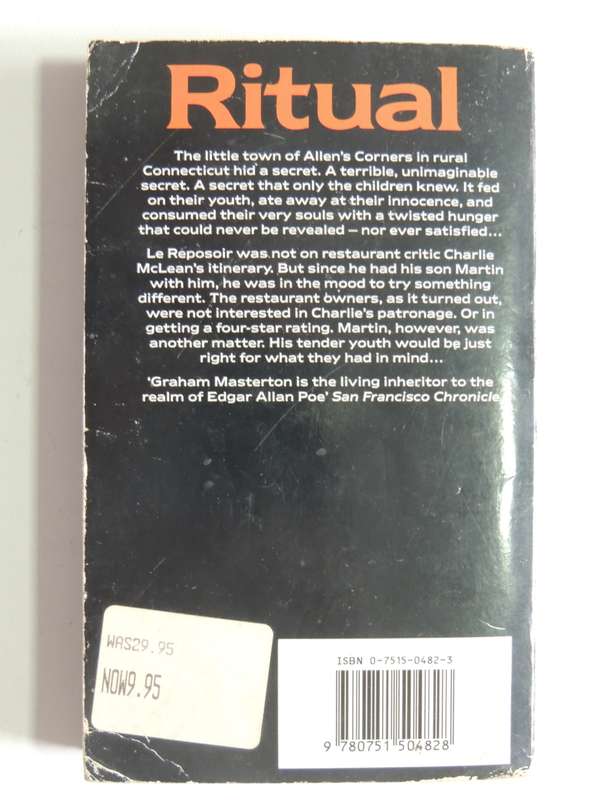 Ritual
The little town of Allen's Corners in rural
Connecticut hid a secret. A terrible, unimaginable
secret. A secret that only the children knew. It fed
on their youth, ate away at their innocence, and
consumed their very souls with a twisted hunger
that could never be revealed – nor ever satisfied...
Le Reposoir was not on restaurant critic Charlie
McLean's itinerary. But since he had his son Martin
with him, he was in the mood to try something
different. The restaurant owners, as it turned out,
were not interested in Charlie's patronage. Or in
getting a four-star rating. Martin, however, was
another matter. His tender youth would be just
right for what they had in mind...
'Graham Masterton is the living inheritor to the
realm of Edgar Allan Poe' San Francisco Chronicle
WAS29.95
NOW9.95
ISBN 0-7515-0482-3
9 780751 504828